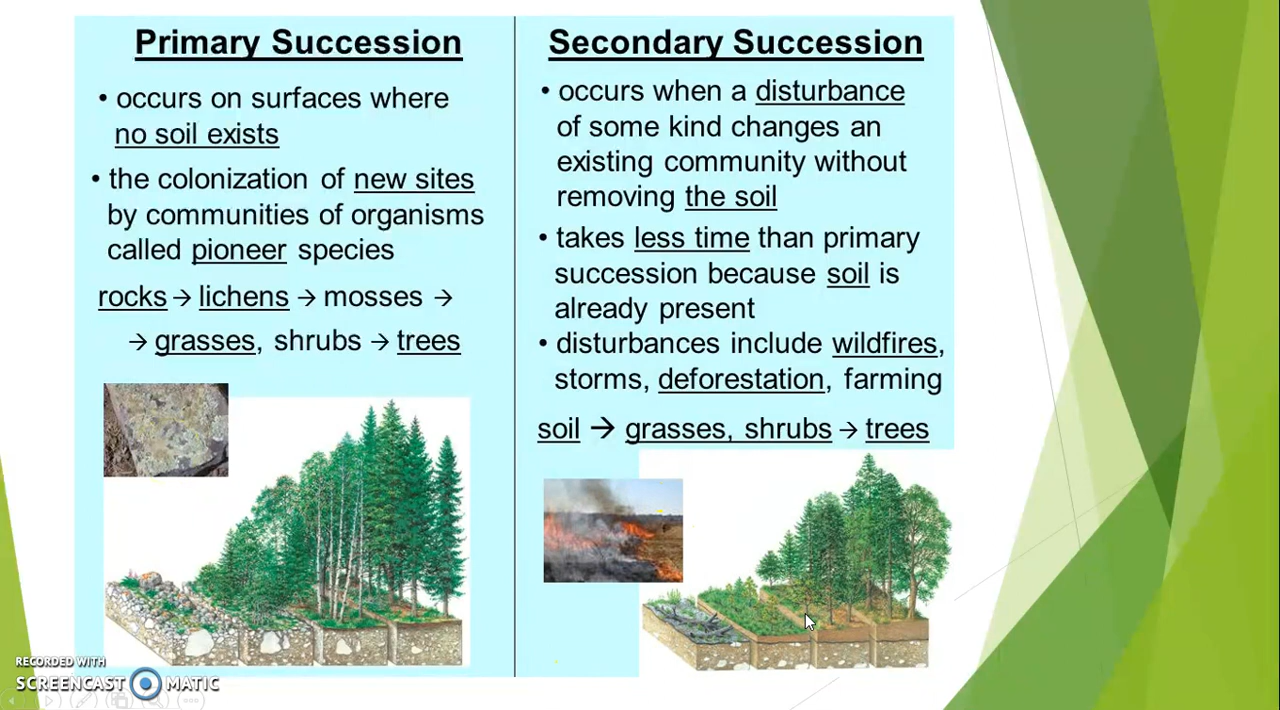 Primary Succession
• occurs on surfaces where
no soil exists
• the colonization of new sites
by communities of organisms
called pioneer species
rocks → lichens → mosses →
→ grasses, shrubs → trees
Secondary Succession
• occurs when a disturbance
of some kind changes an
existing community without
removing the soil
• takes less time than primary
succession because soil is
already present
• disturbances include wildfires,
storms, deforestation, farming
soil → grasses, shrubs → trees
RECORDED WITH
SCREENCAST MATIC